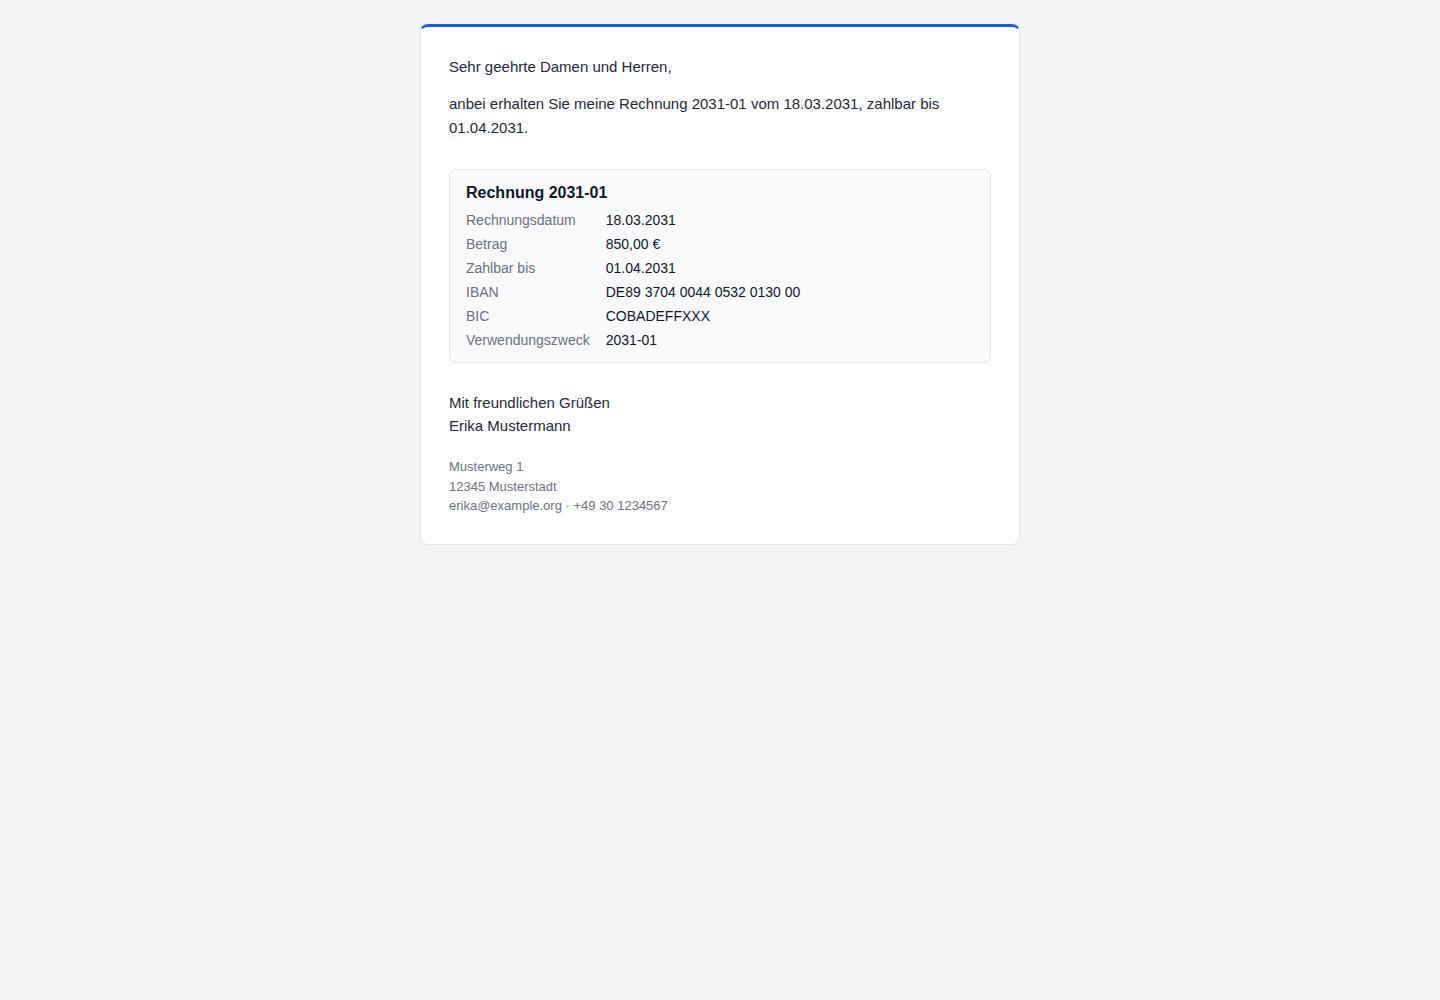 Sehr geehrte Damen und Herren,
anbei erhalten Sie meine Rechnung 2031-01 vom 18.03.2031, zahlbar bis
01.04.2031.
Rechnung 2031-01
Rechnungsdatum 18.03.2031
Betrag 850,00 €
Zahlbar bis 01.04.2031
IBAN DE89 3704 0044 0532 0130 00
BIC COBADEFFXXX
Verwendungszweck 2031-01
Mit freundlichen Grüßen
Erika Mustermann
Musterweg 1
12345 Musterstadt
erika@example.org · +49 30 1234567